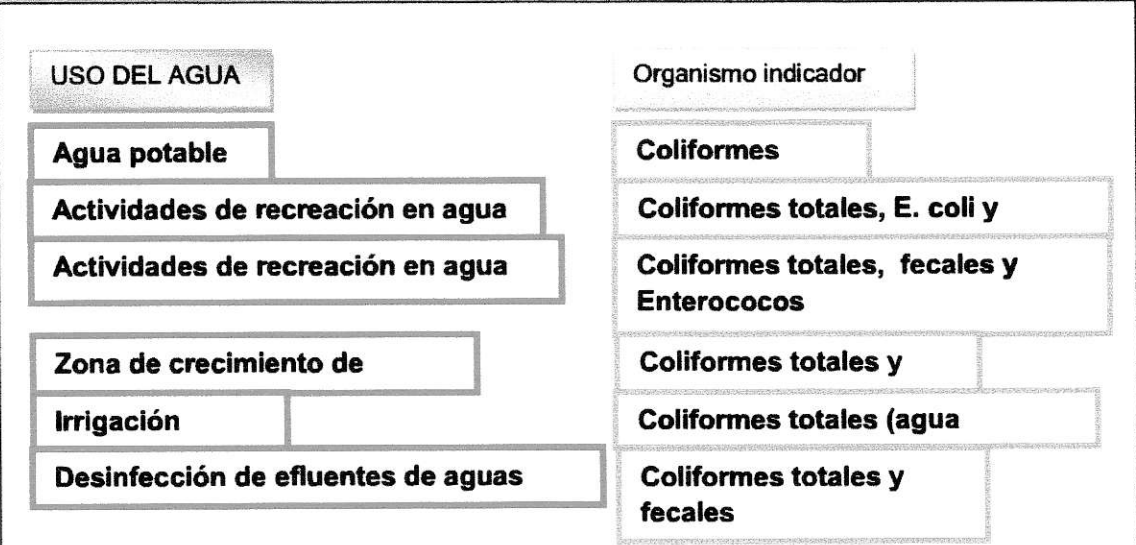 USO DEL AGUA
Organismo indicador
Agua potable
Coliformes
Actividades de recreación en agua
Coliformes totales, E. coli y
Actividades de recreación en agua
Coliformes totales, fecales y
Enterococos
Zona de crecimiento de
Coliformes totales y
Irrigación
Coliformes totales (agua
Desinfección de efluentes de aguas
Coliformes totales y
fecales